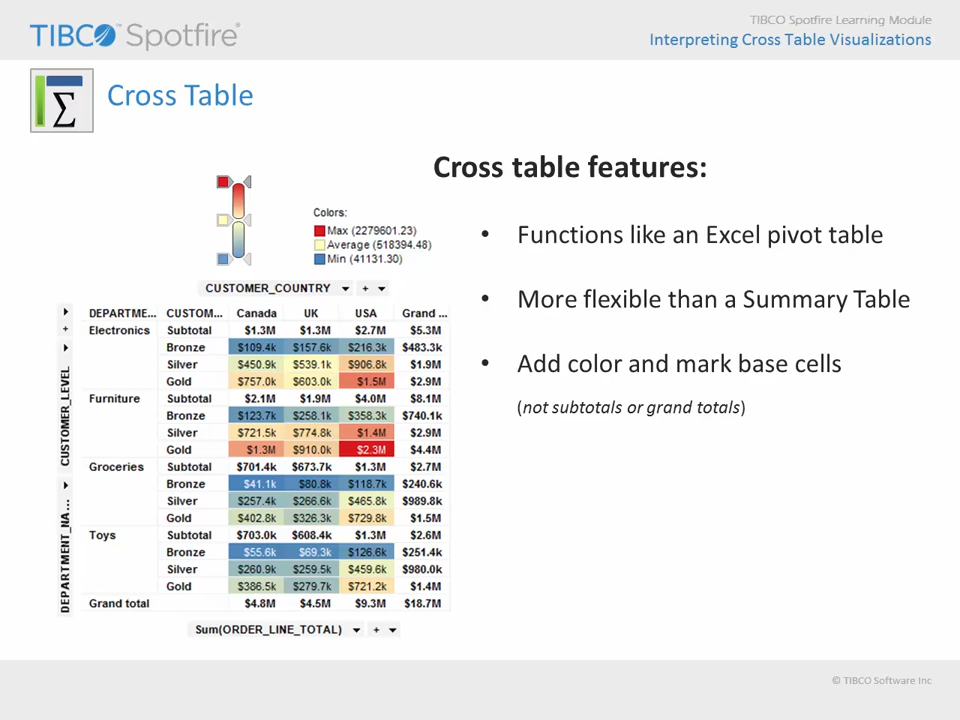 TIBCO Spotfire®
TIBCO Spotfire Learning Module
Interpreting Cross Table Visualizations
Σ
Cross Table
Cross table features:
• Functions like an Excel pivot table
• More flexible than a Summary Table
• Add color and mark base cells
(not subtotals or grand totals)
Colors:
Max (2279601.23)
Average (518394.48)
Min (41131.30)
CUSTOMER_COUNTRY +
CUSTOMER_LEVEL +
DEPARTMENT_NA...
DEPARTME... CUSTOM... Canada UK USA Grand ...
Electronics Subtotal $1.3M $1.3M $2.7M $5.3M
Bronze $109.4k $157.6k $216.3k $483.3k
Silver $450.9k $539.1k $906.8k $1.9M
Gold $757.0k $603.0k $1.5M $2.9M
Furniture Subtotal $2.1M $1.9M $4.0M $8.1M
Bronze $123.7k $258.1k $358.3k $740.1k
Silver $721.5k $774.8k $1.4M $2.9M
Gold $1.3M $910.0k $2.3M $4.4M
Groceries Subtotal $701.4k $673.7k $1.3M $2.7M
Bronze $41.1k $80.8k $118.7k $240.6k
Silver $257.4k $266.6k $465.8k $989.8k
Gold $402.8k $326.3k $729.8k $1.5M
Toys Subtotal $703.0k $608.4k $1.3M $2.6M
Bronze $55.6k $69.3k $126.6k $251.4k
Silver $260.9k $259.5k $459.6k $980.0k
Gold $386.5k $279.7k $721.2k $1.4M
Grand total $4.8M $4.5M $9.3M $18.7M
Sum(ORDER_LINE_TOTAL) +
© TIBCO Software Inc